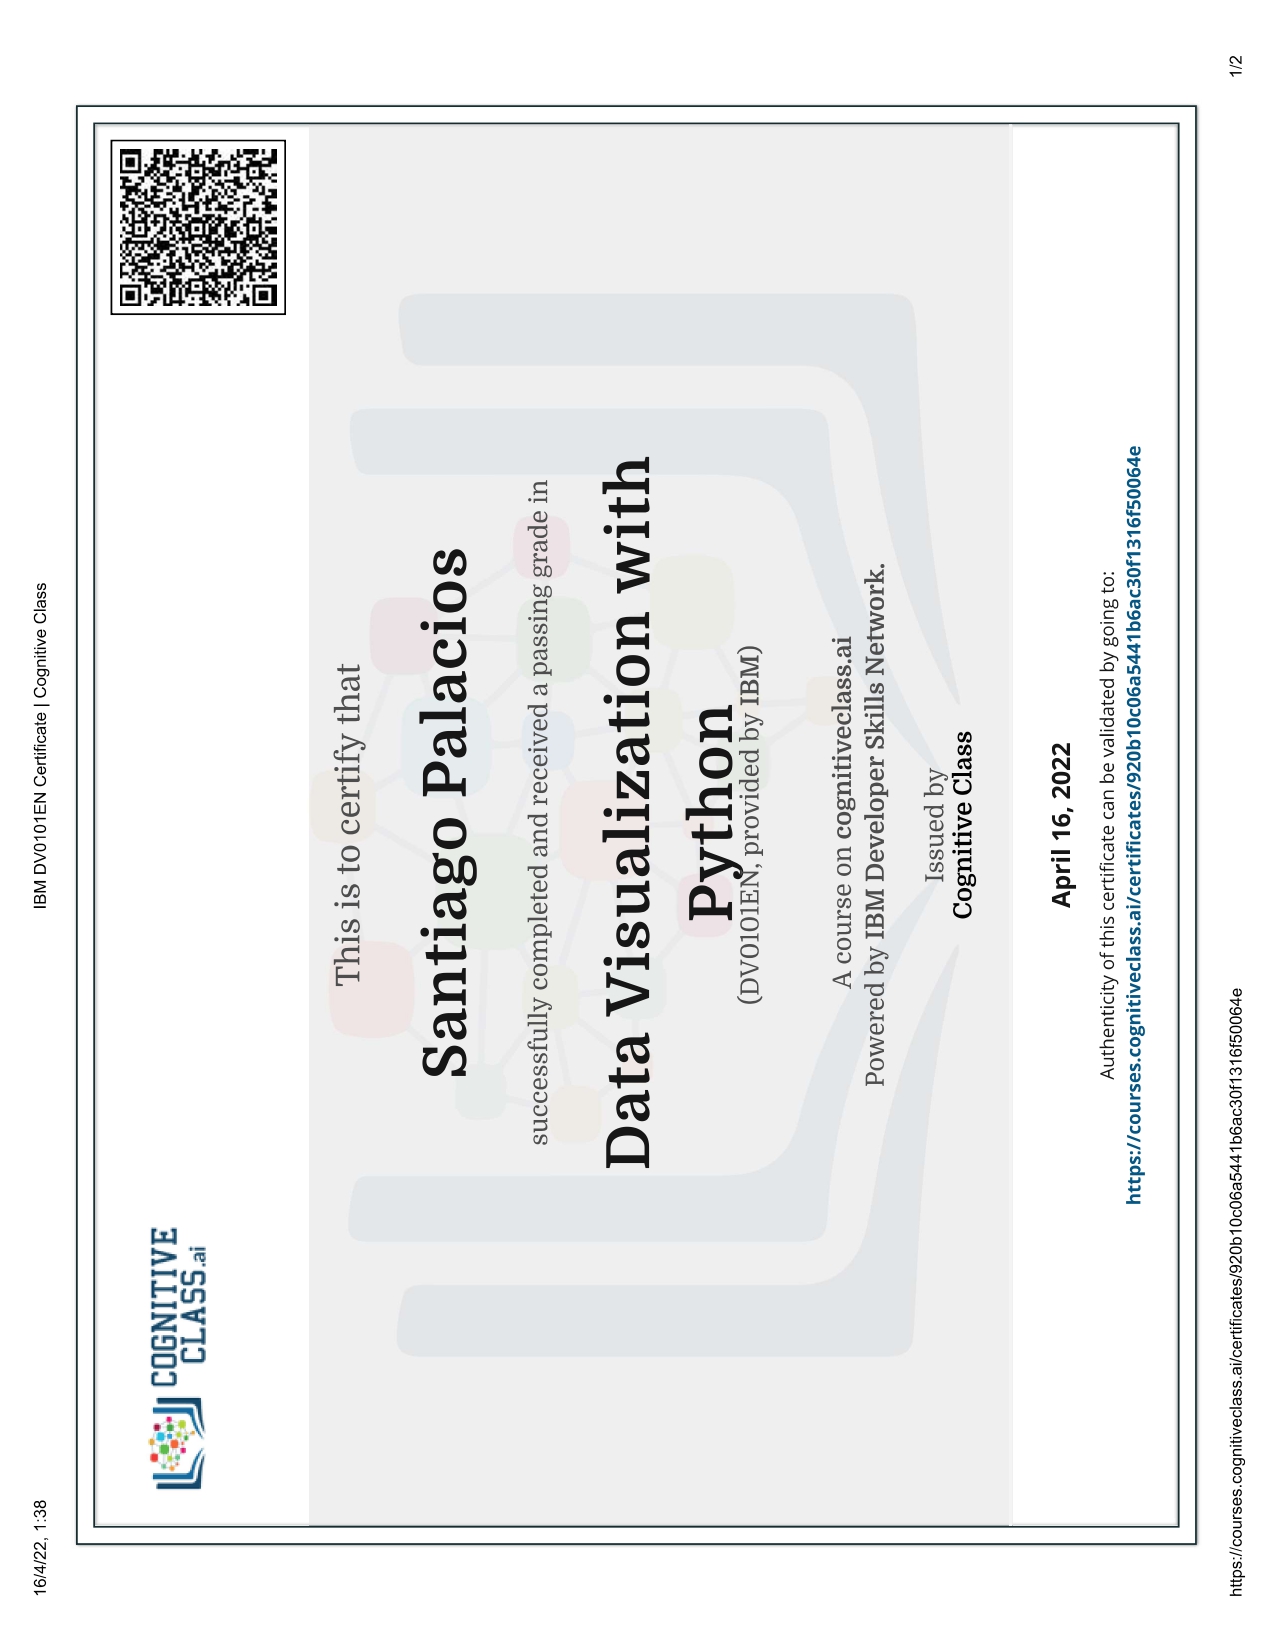 16/4/22, 1:38
IBM DV0101EN Certificate | Cognitive Class
COGNITIVE
CLASS.ai
This is to certify that
Santiago Palacios
successfully completed and received a passing grade in
Data Visualization with
Python
(DV0101EN, provided by IBM)
A course on cognitiveclass.ai
Powered by IBM Developer Skills Network.
Issued by
Cognitive Class
April 16, 2022
Authenticity of this certificate can be validated by going to:
https://courses.cognitiveclass.ai/certificates/920b10c06a5441b6ac30f1316f50064e
https://courses.cognitiveclass.ai/certificates/920b10c06a5441b6ac30f1316f50064e
1/2